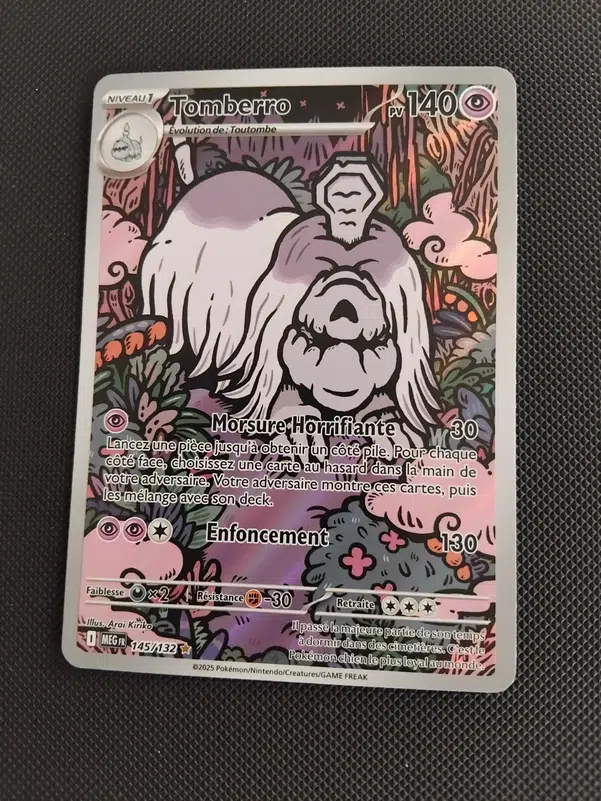 NIVEAU 1 Tomberro PV 140
Évolution de : Toutombe
Morsure Horrifiante 30
Lancez une pièce jusqu'à obtenir un côté pile. Pour chaque
côté face, choisissez une carte au hasard dans la main de
votre adversaire. Votre adversaire montre ces cartes, puis
les mélange avec son deck.
Enfoncement 130
Faiblesse ×2 Résistance -30 Retraite
Illus. Arai Kiriko
I MEG FR 145/132
Il passe la majeure partie de son temps
à dormir dans des cimetières. C'est le
Pokémon chien le plus loyal au monde.
©2025 Pokémon/Nintendo/Creatures/GAME FREAK